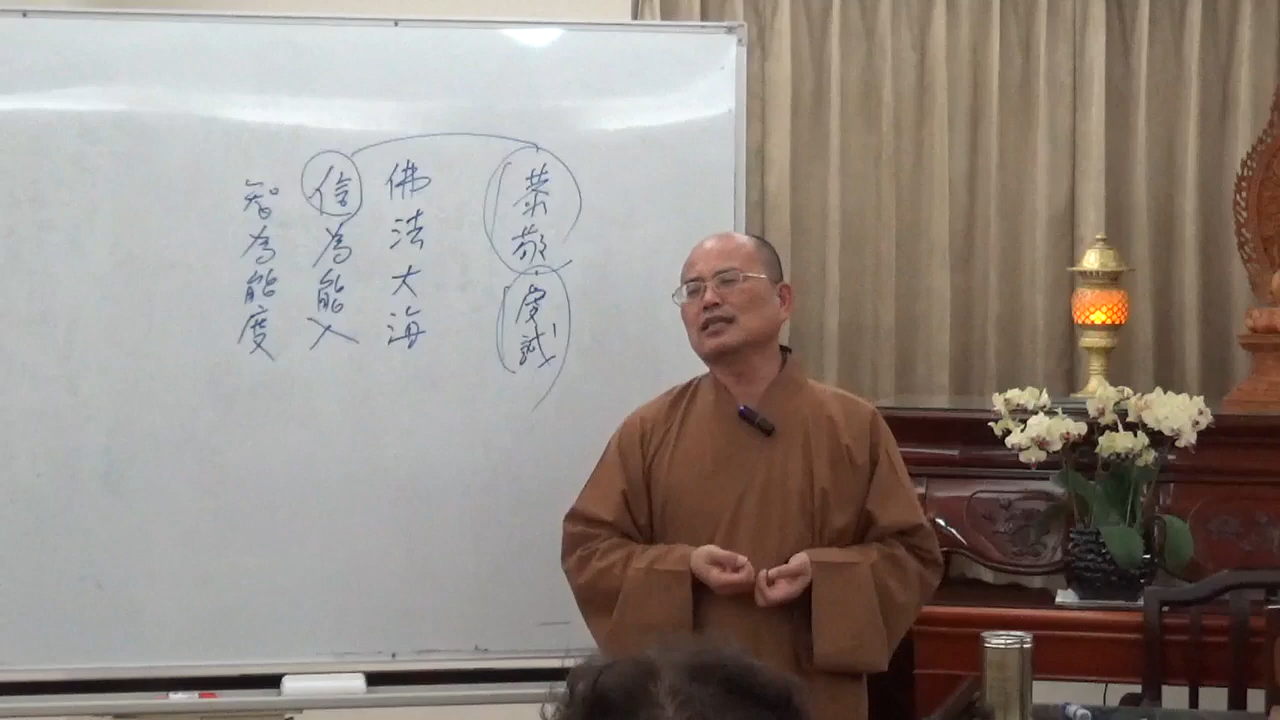 恭敬虔誠
佛法大海
信為能入
智為能度